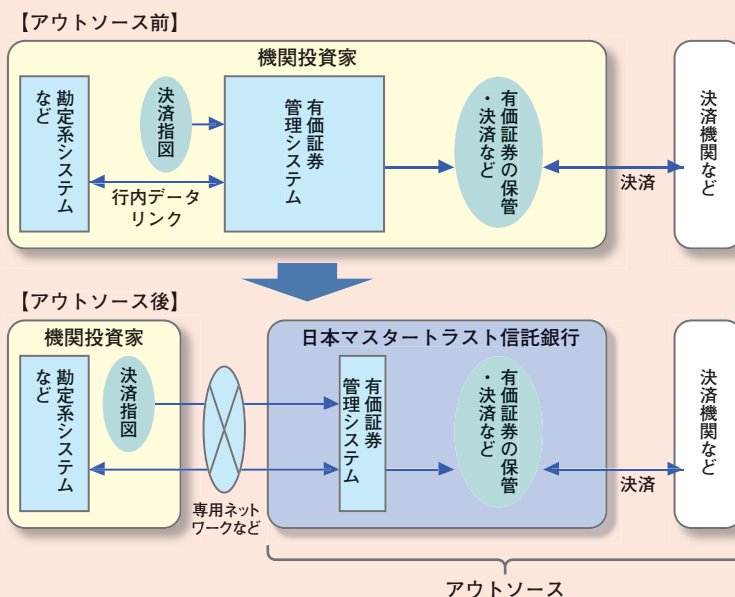 【アウトソース前】
機関投資家
勘定系システム
など
決済指図
行内データ
リンク
有価証券
管理システム
有価証券の保管
・決済など
決済
決済機関など
【アウトソース後】
機関投資家
勘定系システム
など
決済指図
専用ネット
ワークなど
日本マスタートラスト信託銀行
有価証券
管理システム
有価証券の保管
・決済など
決済
決済機関など
アウトソース